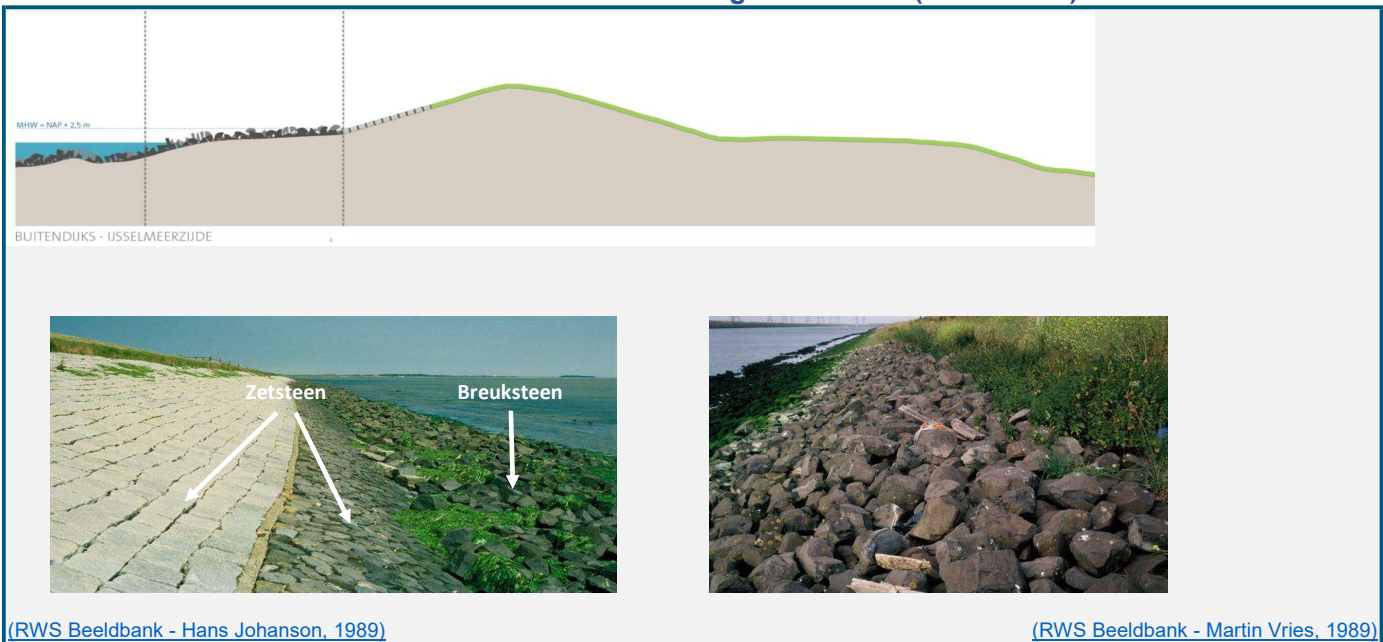 MHW = NAP + 2,5 m
BUITENDIJKS - IJSSELMEERZIJDE
Zetsteen
Breuksteen
(RWS Beeldbank - Hans Johanson, 1989)
(RWS Beeldbank - Martin Vries, 1989)